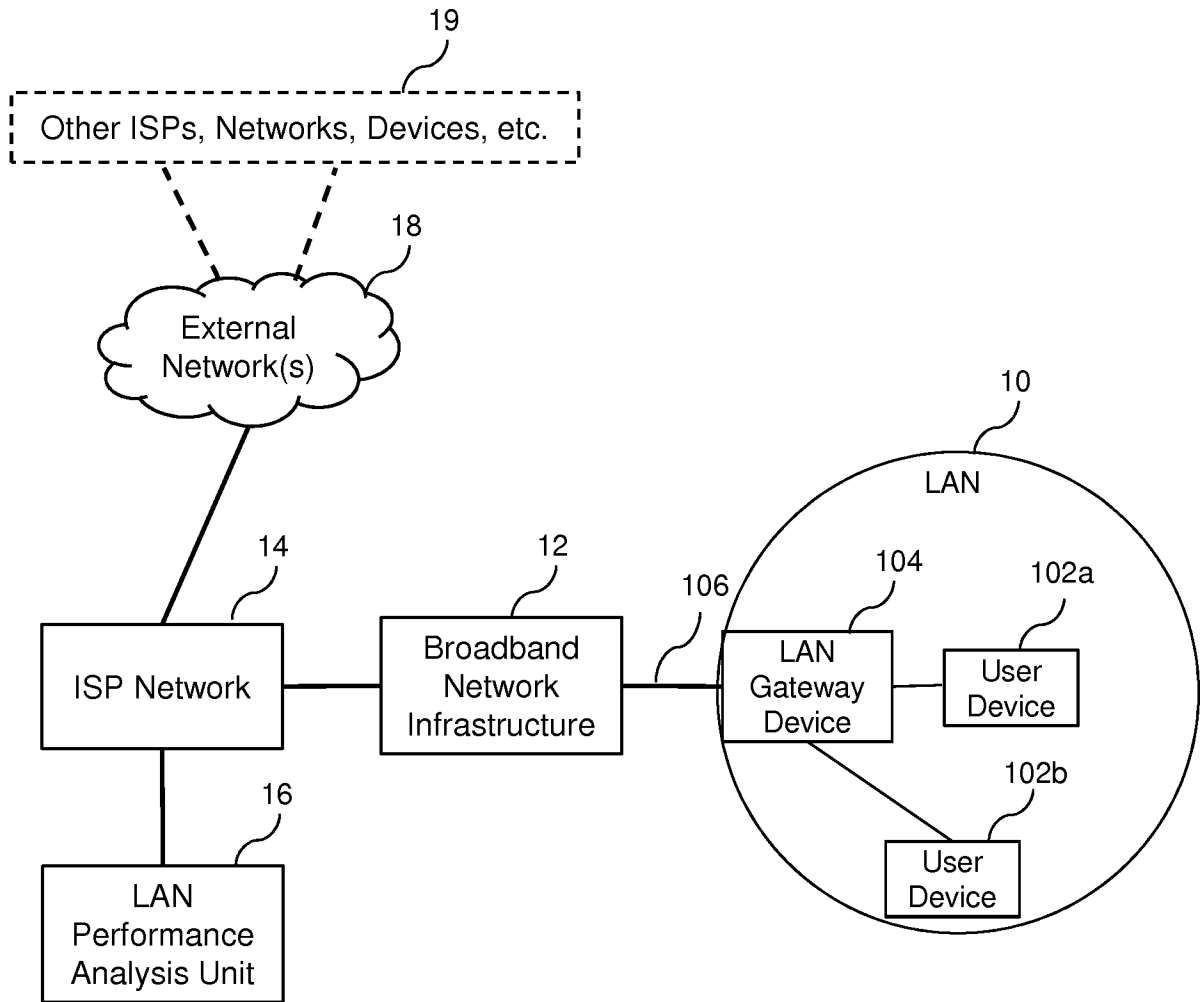 19
Other ISPs, Networks, Devices, etc.
18
External
Network(s)
10
LAN
14
12
106
104
102a
ISP Network
Broadband
Network
Infrastructure
LAN
Gateway
Device
User
Device
102b
User
Device
16
LAN
Performance
Analysis Unit